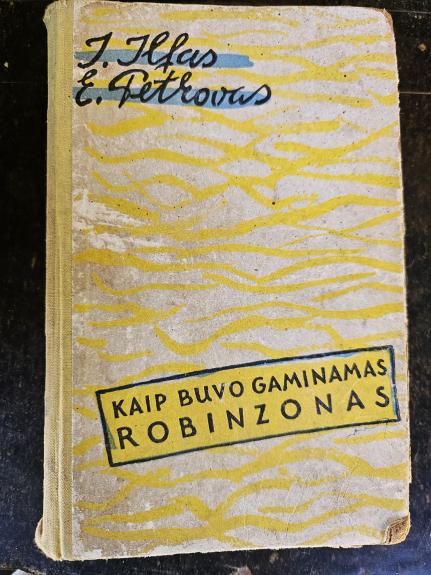 I. Ilfas
E. Petrovas
KAIP BUVO GAMINAMAS
ROBINZONAS